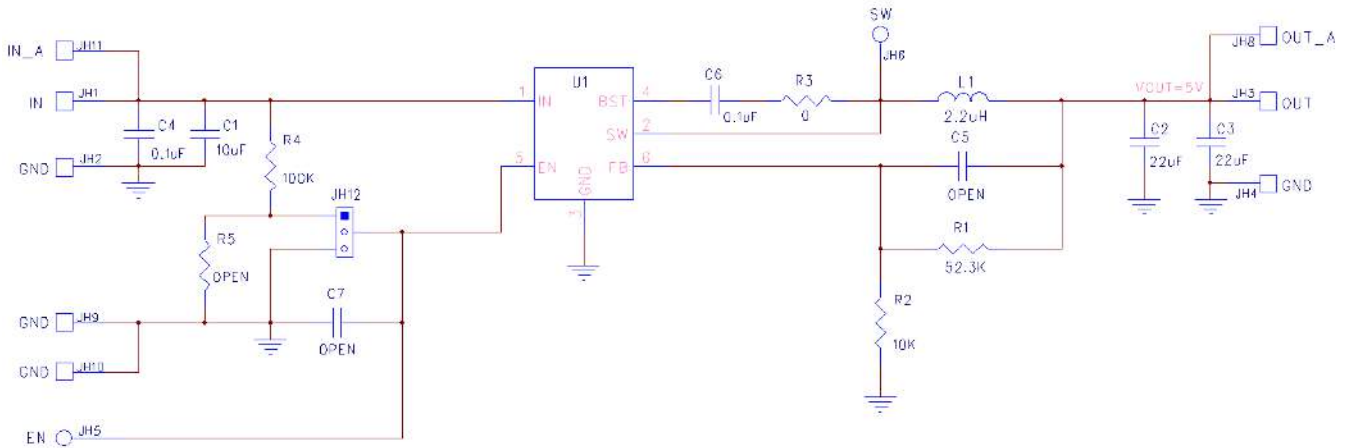 SW
IN_A JH11
JH6
JH8 OUT_A
U1
C6
R3
L1
IN JH1
1 IN
BST 4
0.1uF
0
2.2uH
VOUT=5V
JH3 OUT
C4
0.1uF
C1
10uF
R4
100K
SW 2
C5
OPEN
C2
22uF
C3
22uF
GND JH2
5 EN
FB 6
GND
3
JH4 GND
JH12
R5
OPEN
R1
52.3K
C7
OPEN
R2
10K
GND JH9
GND JH10
EN JH5